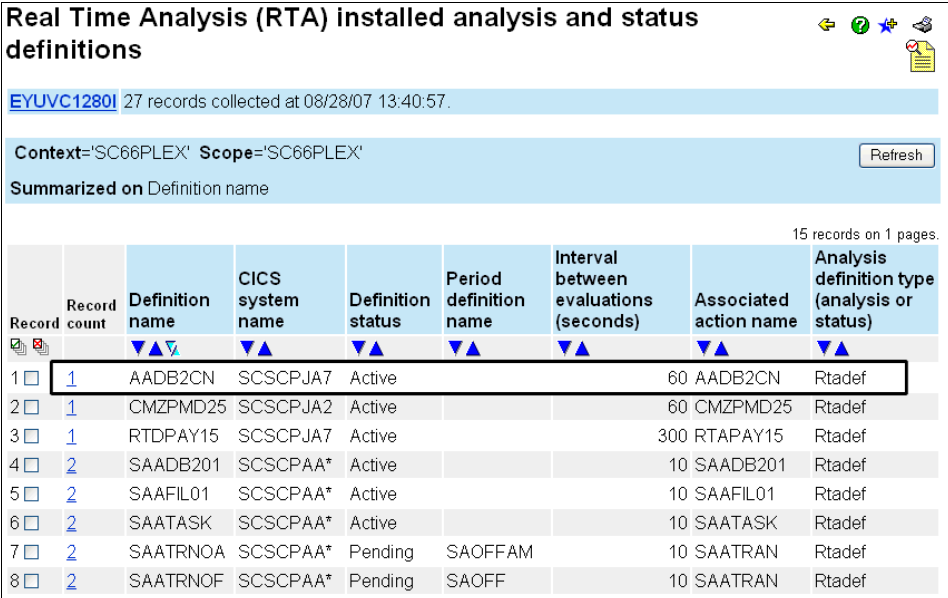 Real Time Analysis (RTA) installed analysis and status
definitions
EYUVC1280I 27 records collected at 08/28/07 13:40:57.
Context='SC66PLEX' Scope='SC66PLEX'
Refresh
Summarized on Definition name
15 records on 1 pages.
Record Record count Definition name CICS system name Definition status Period definition name Interval between evaluations (seconds) Associated action name Analysis definition type (analysis or status)
1 1 AADB2CN SCSCPJA7 Active 60 AADB2CN Rtadef
2 1 CMZPMD25 SCSCPJA2 Active 60 CMZPMD25 Rtadef
3 1 RTDPAY15 SCSCPJA7 Active 300 RTAPAY15 Rtadef
4 2 SAADB201 SCSCPAA* Active 10 SAADB201 Rtadef
5 2 SAAFIL01 SCSCPAA* Active 10 SAAFIL01 Rtadef
6 2 SAATASK SCSCPAA* Active 10 SAATASK Rtadef
7 2 SAATRNOA SCSCPAA* Pending SAOFFAM 10 SAATRAN Rtadef
8 2 SAATRNOF SCSCPAA* Pending SAOFF 10 SAATRAN Rtadef